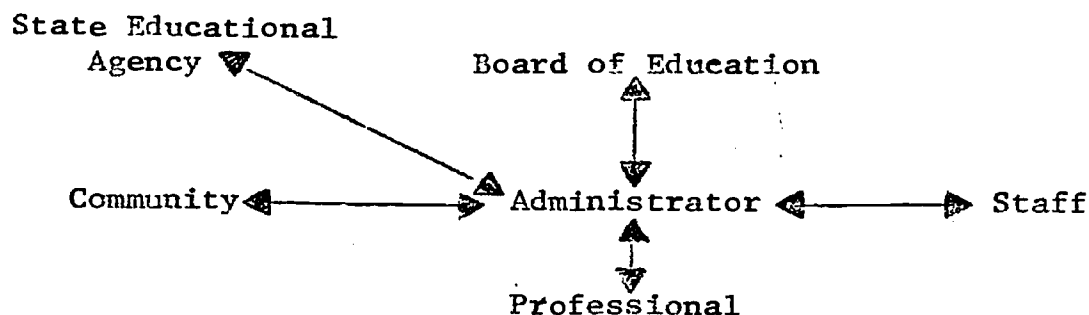 State Educational
Agency
Board of Education
Community
Administrator
Staff
Professional